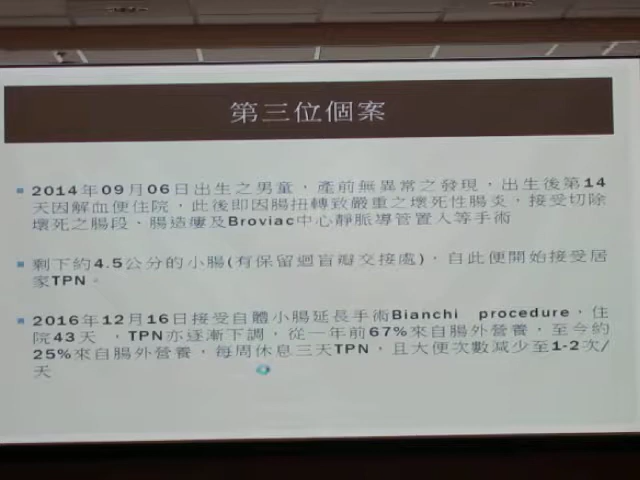 第三位個案
2014年09月06日出生之男童，產前無異常之發現，出生後第14
天因解血便住院，此後即因腸扭轉致嚴重之壞死性腸炎，接受切除
壞死之腸段、腸造瘻及Broviac中心靜脈導管置入等手術
剩下約4.5公分的小腸(有保留迴盲瓣交接處)，自此便開始接受居
家TPN。
2016年12月16日接受自體小腸延長手術Bianchi procedure，住
院43天 ，TPN亦逐漸下調，從一年前67%來自腸外營養，至今約
25%來自腸外營養，每周休息三天TPN，且大便次數減少至1-2次/
天